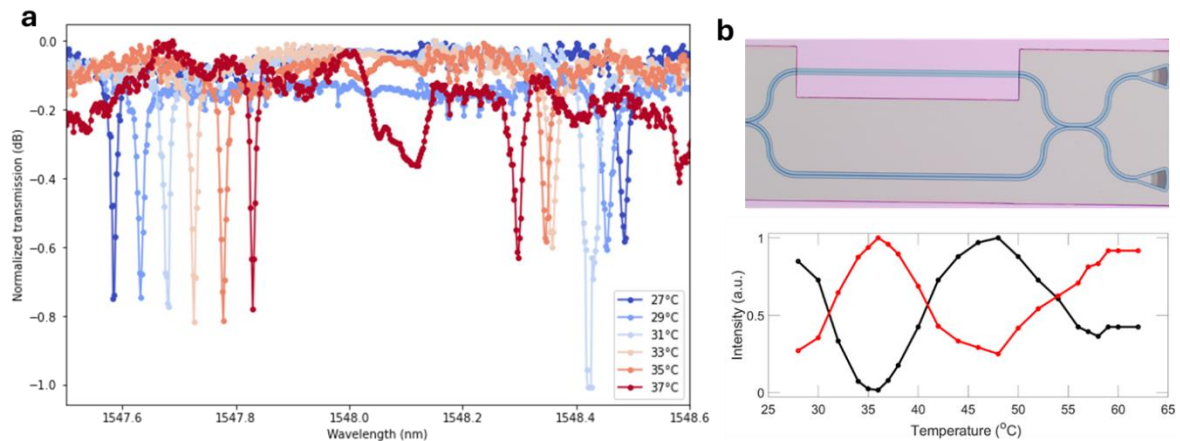 a
Normalized transmission (dB)
0.0
−0.2
−0.4
−0.6
−0.8
−1.0
1547.6
1547.8
1548.0
1548.2
1548.4
1548.6
Wavelength (nm)
27°C
29°C
31°C
33°C
35°C
37°C
b
Intensity (a.u.)
1
0.5
0
25
30
35
40
45
50
55
60
65
Temperature (°C)